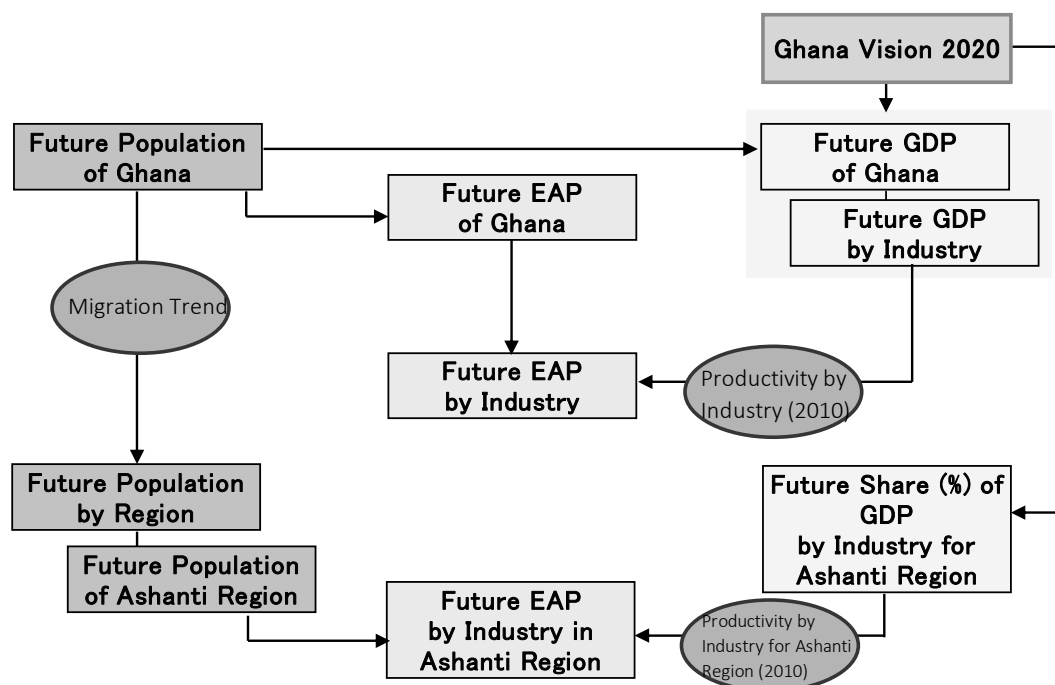 Ghana Vision 2020
Future Population
of Ghana
Future GDP
of Ghana
Future EAP
of Ghana
Future GDP
by Industry
Migration Trend
Future EAP
by Industry
Productivity by
Industry (2010)
Future Population
by Region
Future Share (%) of
GDP
by Industry for
Ashanti Region
Future Population
of Ashanti Region
Future EAP
by Industry in
Ashanti Region
Productivity by
Industry for Ashanti
Region (2010)